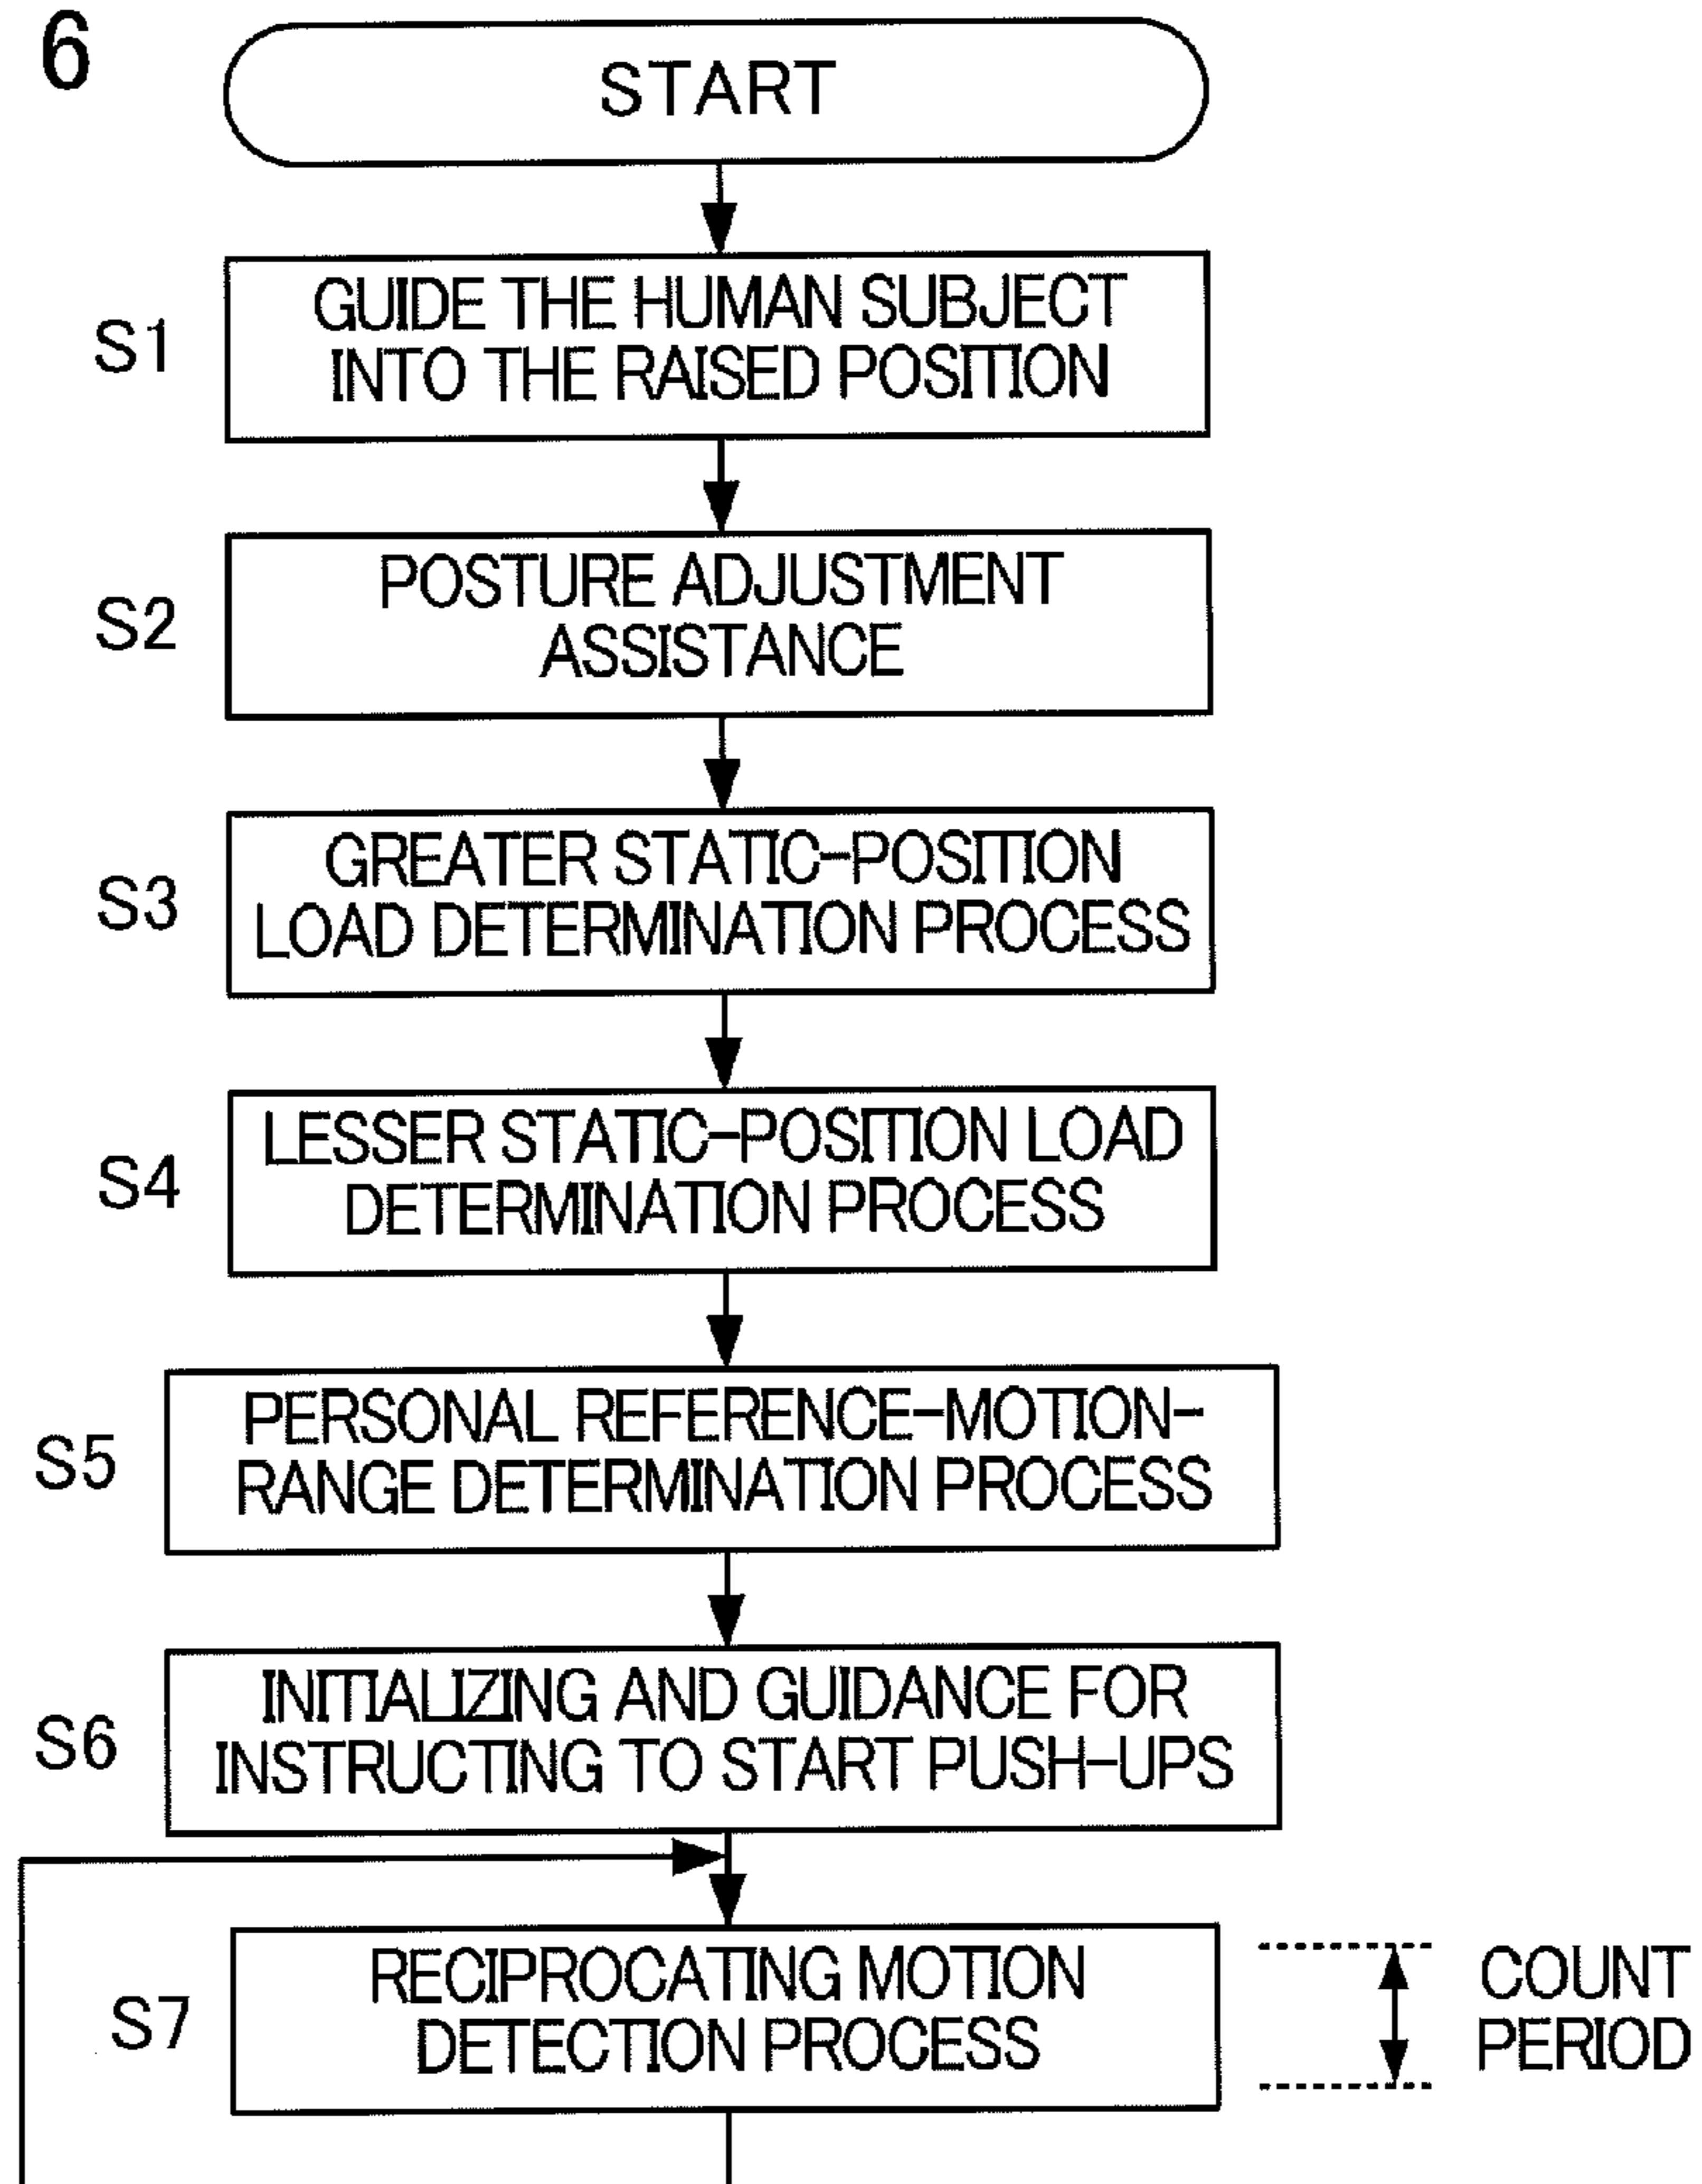 6
START
S1
GUIDE THE HUMAN SUBJECT
INTO THE RAISED POSITION
S2
POSTURE ADJUSTMENT
ASSISTANCE
S3
GREATER STATIC-POSITION
LOAD DETERMINATION PROCESS
S4
LESSER STATIC-POSITION LOAD
DETERMINATION PROCESS
S5
PERSONAL REFERENCE-MOTION-
RANGE DETERMINATION PROCESS
S6
INITIALIZING AND GUIDANCE FOR
INSTRUCTING TO START PUSH-UPS
S7
RECIPROCATING MOTION
DETECTION PROCESS
COUNT
PERIOD